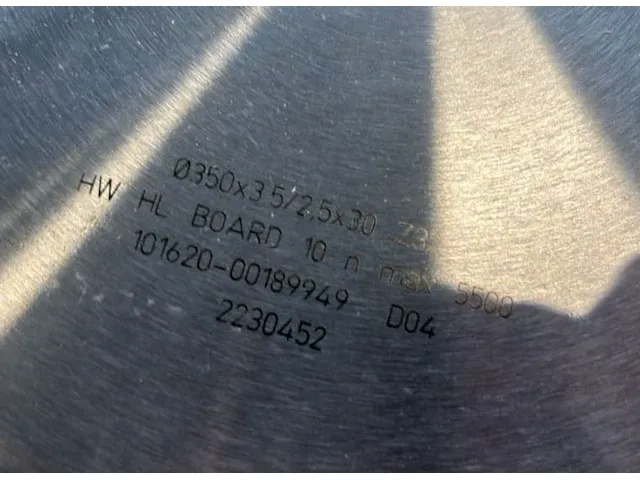 Ø350x3.5/2.5x30
HW HL BOARD 10 n max 5500
101620-00189949 D04
2230452